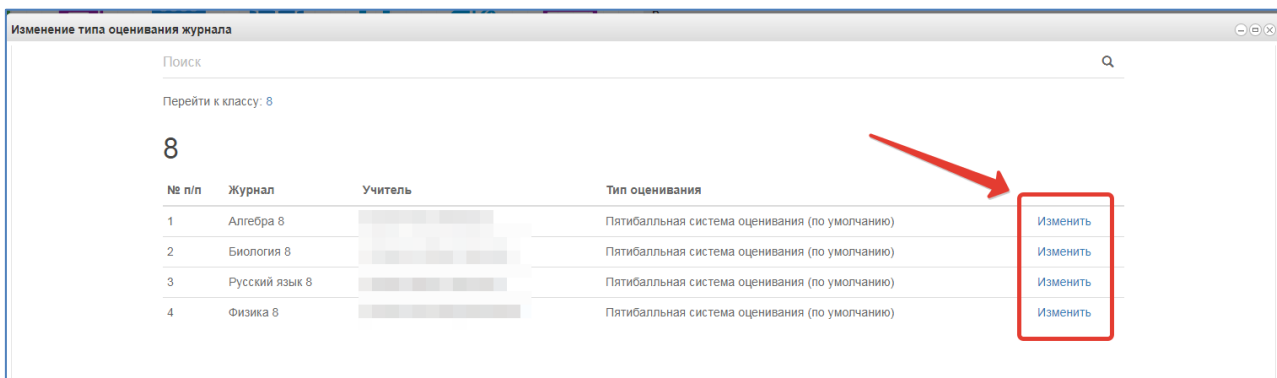 Изменение типа оценивания журнала
Поиск
Перейти к классу: 8
8
№ п/п Журнал Учитель Тип оценивания
1 Алгебра 8 Пятибалльная система оценивания (по умолчанию) Изменить
2 Биология 8 Пятибалльная система оценивания (по умолчанию) Изменить
3 Русский язык 8 Пятибалльная система оценивания (по умолчанию) Изменить
4 Физика 8 Пятибалльная система оценивания (по умолчанию) Изменить